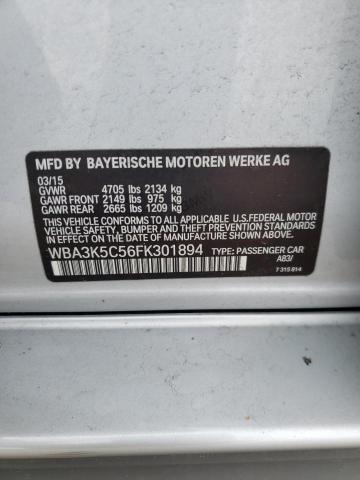 MFD BY BAYERISCHE MOTOREN WERKE AG
03/15
GVWR 4705 lbs 2134 kg
GAWR FRONT 2149 lbs 975 kg
GAWR REAR 2665 lbs 1209 kg
THIS VEHICLE CONFORMS TO ALL APPLICABLE U.S.FEDERAL MOTOR
VEHICLE SAFETY, BUMPER, AND THEFT PREVENTION STANDARDS
IN EFFECT ON THE DATE OF MANUFACTURE SHOWN ABOVE.
WBA3K5C56FK301894 TYPE: PASSENGER CAR
A83/
7 315 814